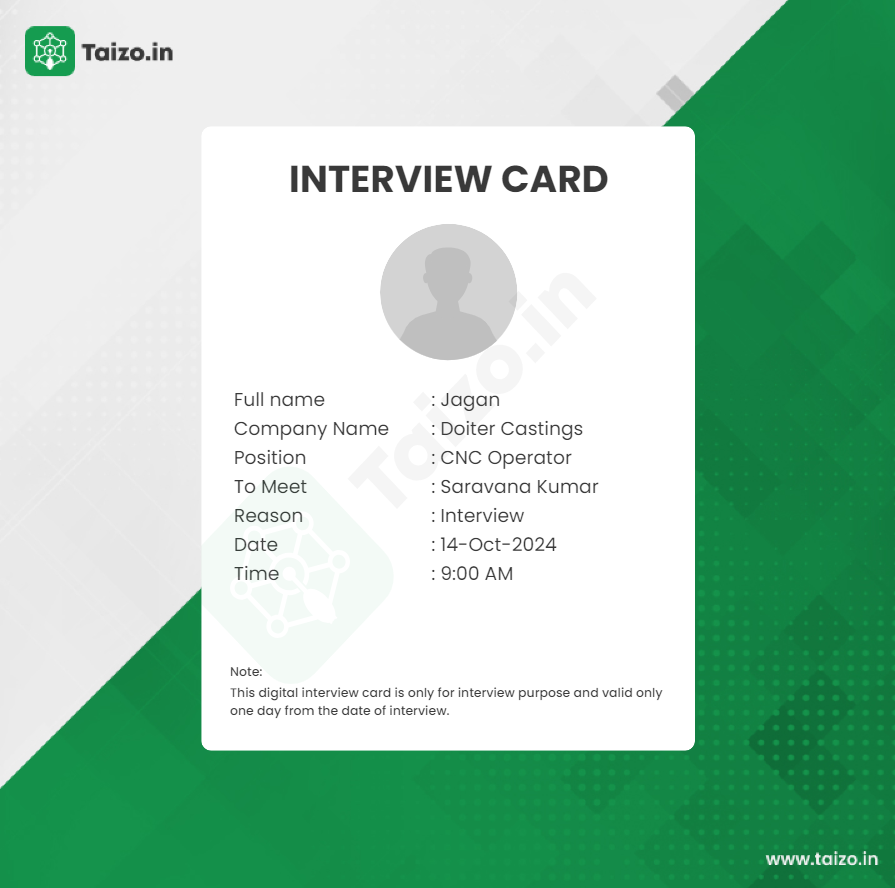 Taizo.in
INTERVIEW CARD
Taizo.in
Full name : Jagan
Company Name : Doiter Castings
Position : CNC Operator
To Meet : Saravana Kumar
Reason : Interview
Date : 14-Oct-2024
Time : 9:00 AM
Note:
This digital interview card is only for interview purpose and valid only
one day from the date of interview.
www.taizo.in